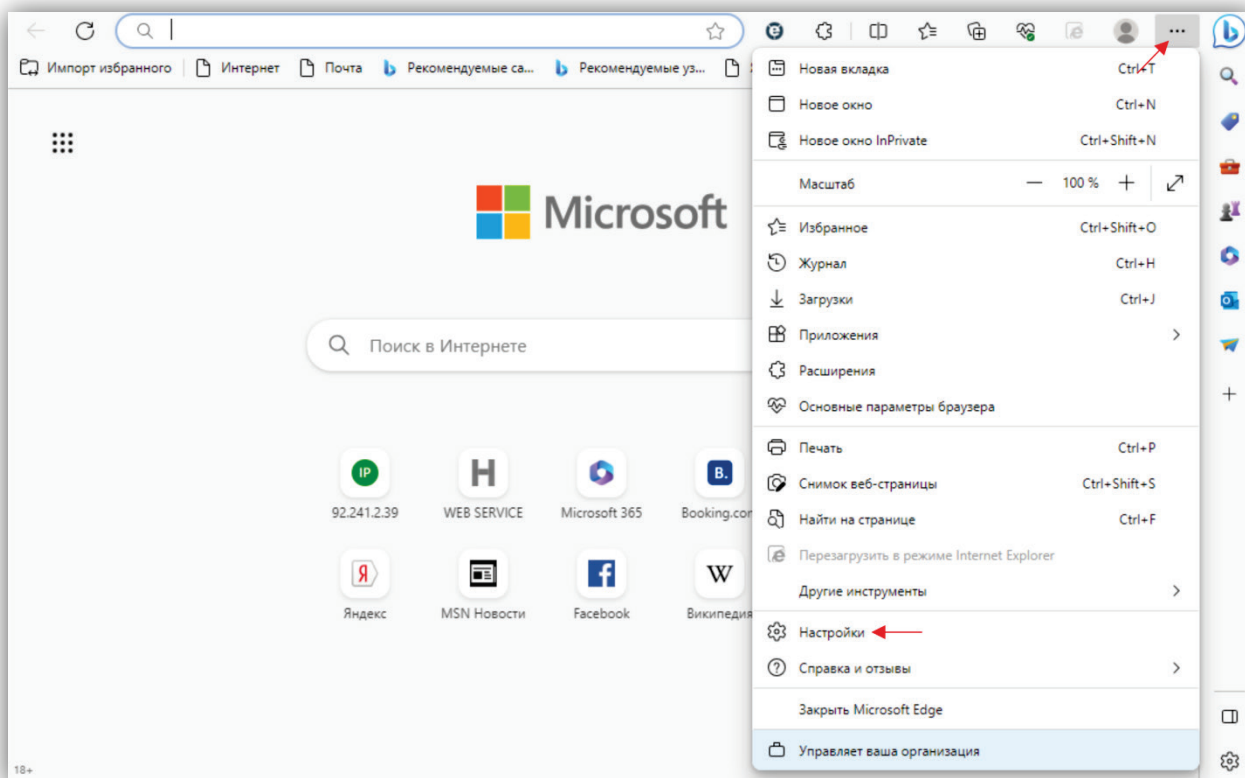 Импорт избранного
Интернет
Почта
Рекомендуемые са...
Рекомендуемые уз...
Новая вкладка Ctrl+T
Новое окно Ctrl+N
Новое окно InPrivate Ctrl+Shift+N
Масштаб — 100 % +
Избранное Ctrl+Shift+O
Журнал Ctrl+H
Загрузки Ctrl+J
Приложения
Расширения
Основные параметры браузера
Печать Ctrl+P
Снимок веб-страницы Ctrl+Shift+S
Найти на странице Ctrl+F
Перезагрузить в режиме Internet Explorer
Другие инструменты
Настройки
Справка и отзывы
Закрыть Microsoft Edge
Управляет ваша организация
Microsoft
Поиск в Интернете
IP
H
B.
92.241.2.39
WEB SERVICE
Microsoft 365
Booking.com
Я
f
W
Яндекс
MSN Новости
Facebook
Википедия
18+